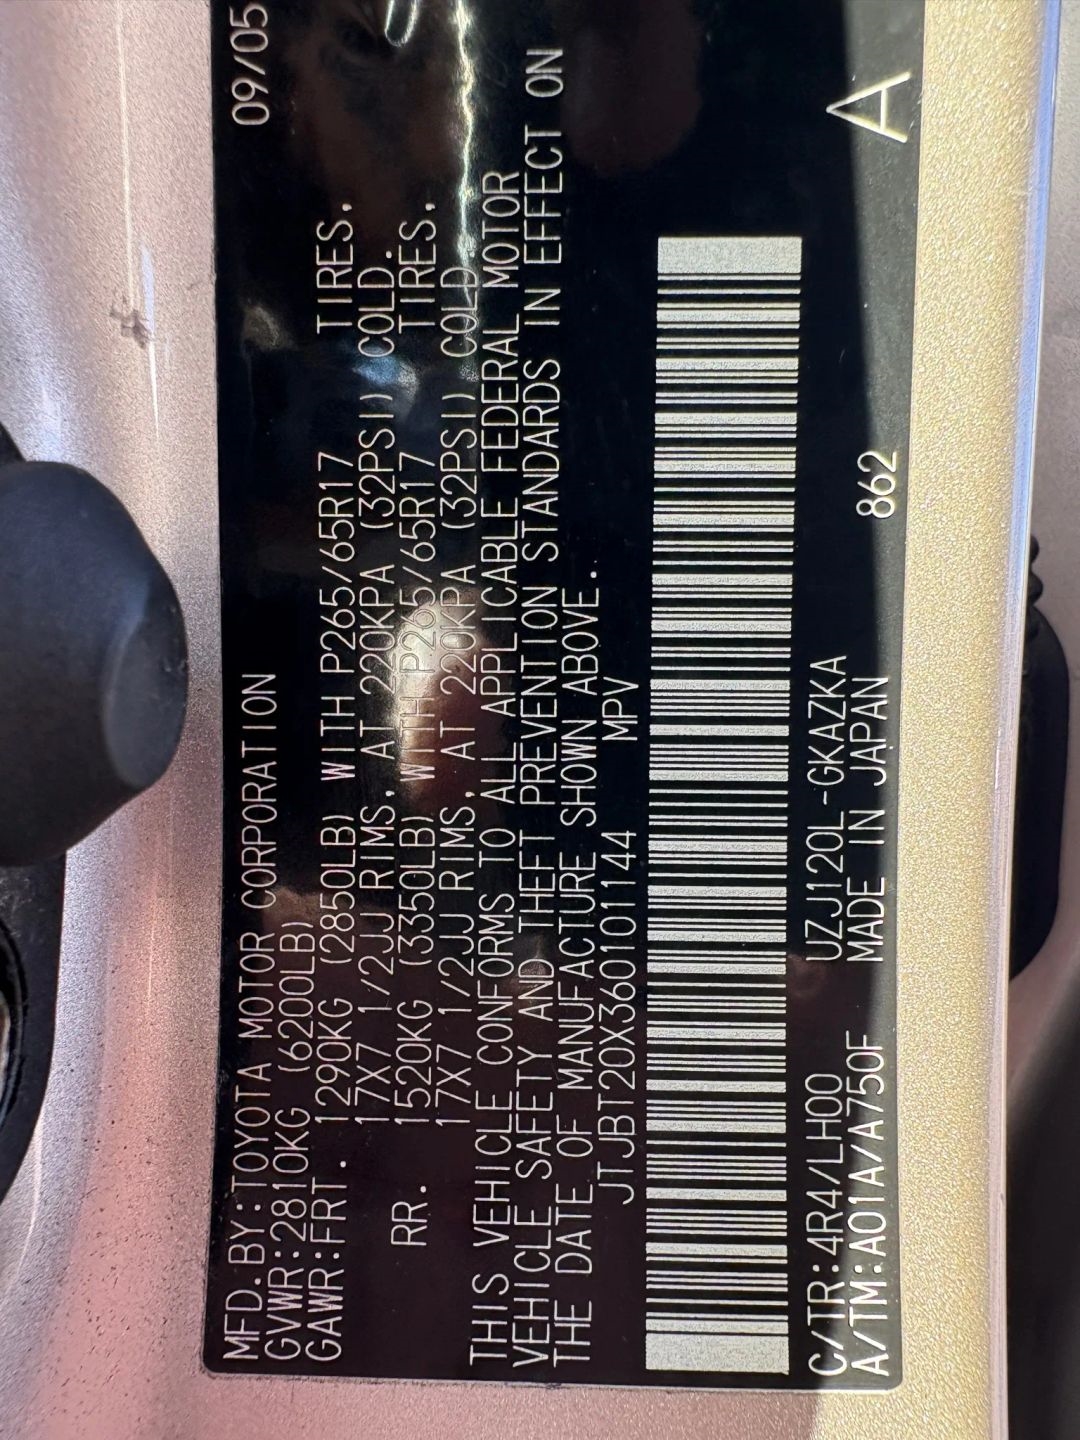 MFD.BY:TOYOTA MOTOR CORPORATION 09/05
GVWR:2810KG (6200LB)
GAWR:FRT. 1290KG (2850LB) WITH P265/65R17 TIRES,
17X7 1/2JJ RIMS, AT 220KPA (32PSI) COLD.
RR. 1520KG (3350LB) WITH P265/65R17 TIRES,
17X7 1/2JJ RIMS, AT 220KPA (32PSI) COLD.
THIS VEHICLE CONFORMS TO ALL APPLICABLE FEDERAL MOTOR
VEHICLE SAFETY AND THEFT PREVENTION STANDARDS IN EFFECT ON
THE DATE OF MANUFACTURE SHOWN ABOVE.
JTJBT20X360101144 MPV
C/TR:4R4/LH00 UZJ120L-GKAZKA
A/TM:A01A/A750F MADE IN JAPAN 862 A